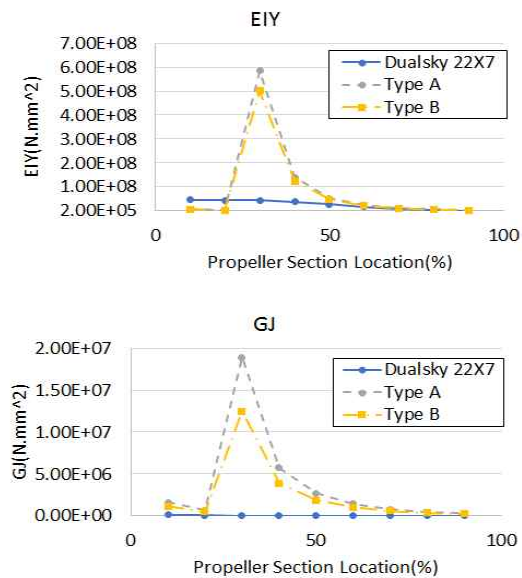 EIY
7.00E+08
6.00E+08
5.00E+08
4.00E+08
3.00E+08
2.00E+08
1.00E+08
2.00E+05
EIY(N.mm^2)
Dualsky 22X7
Type A
Type B
0 50 100
Propeller Section Location(%)
GJ
2.00E+07
1.50E+07
1.00E+07
5.00E+06
0.00E+00
GJ(N.mm^2)
Dualsky 22X7
Type A
Type B
0 50 100
Propeller Section Location(%)